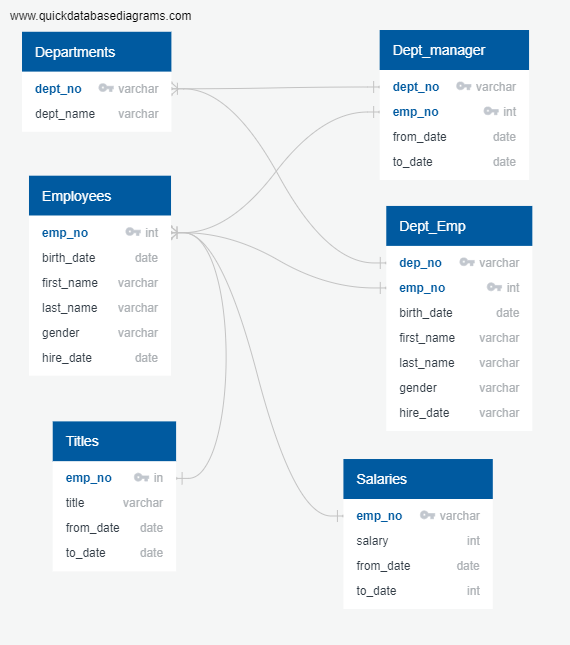 www.quickdatabasediagrams.com
Departments
dept_no varchar
dept_name varchar
Dept_manager
dept_no varchar
emp_no int
from_date date
to_date date
Employees
emp_no int
birth_date date
first_name varchar
last_name varchar
gender varchar
hire_date date
Dept_Emp
dep_no varchar
emp_no int
birth_date date
first_name varchar
last_name varchar
gender varchar
hire_date varchar
Titles
emp_no in
title varchar
from_date date
to_date date
Salaries
emp_no varchar
salary int
from_date date
to_date int